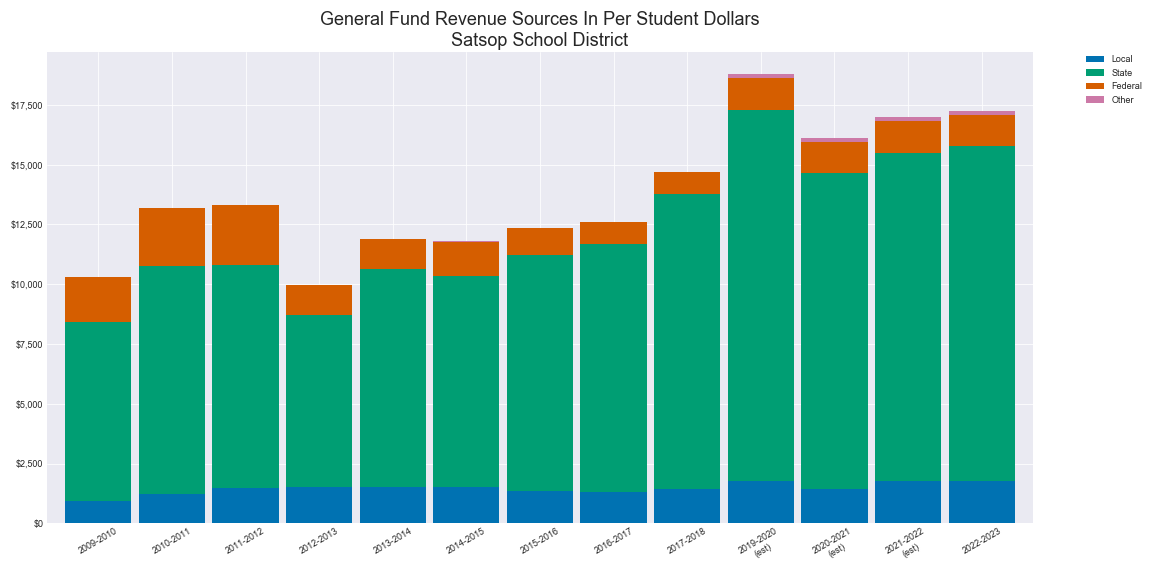 General Fund Revenue Sources In Per Student Dollars
Satsop School District
Local
State
Federal
Other
$17,500
$15,000
$12,500
$10,000
$7,500
$5,000
$2,500
$0
2009-2010
2010-2011
2011-2012
2012-2013
2013-2014
2014-2015
2015-2016
2016-2017
2017-2018
2019-2020
(est)
2020-2021
(est)
2021-2022
(est)
2022-2023